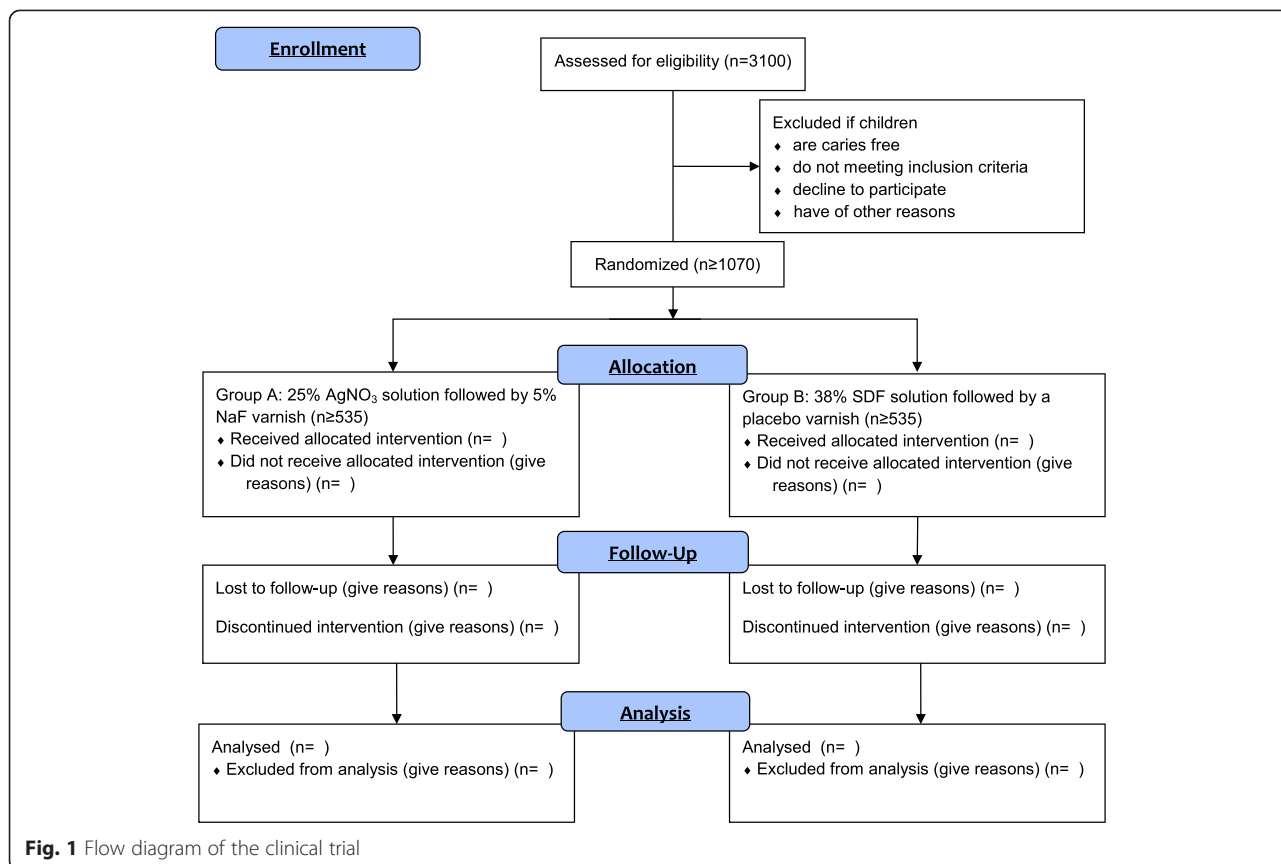 Enrollment
Assessed for eligibility (n=3100)
Excluded if children
♦ are caries free
♦ do not meeting inclusion criteria
♦ decline to participate
♦ have of other reasons
Randomized (n≥1070)
Allocation
Group A: 25% AgNO₃ solution followed by 5%
NaF varnish (n≥535)
♦ Received allocated intervention (n= )
♦ Did not receive allocated intervention (give
reasons) (n= )
Group B: 38% SDF solution followed by a
placebo varnish (n≥535)
♦ Received allocated intervention (n= )
♦ Did not receive allocated intervention (give
reasons) (n= )
Follow-Up
Lost to follow-up (give reasons) (n= )
Discontinued intervention (give reasons) (n= )
Lost to follow-up (give reasons) (n= )
Discontinued intervention (give reasons) (n= )
Analysis
Analysed (n= )
♦ Excluded from analysis (give reasons) (n= )
Analysed (n= )
♦ Excluded from analysis (give reasons) (n= )
Fig. 1 Flow diagram of the clinical trial